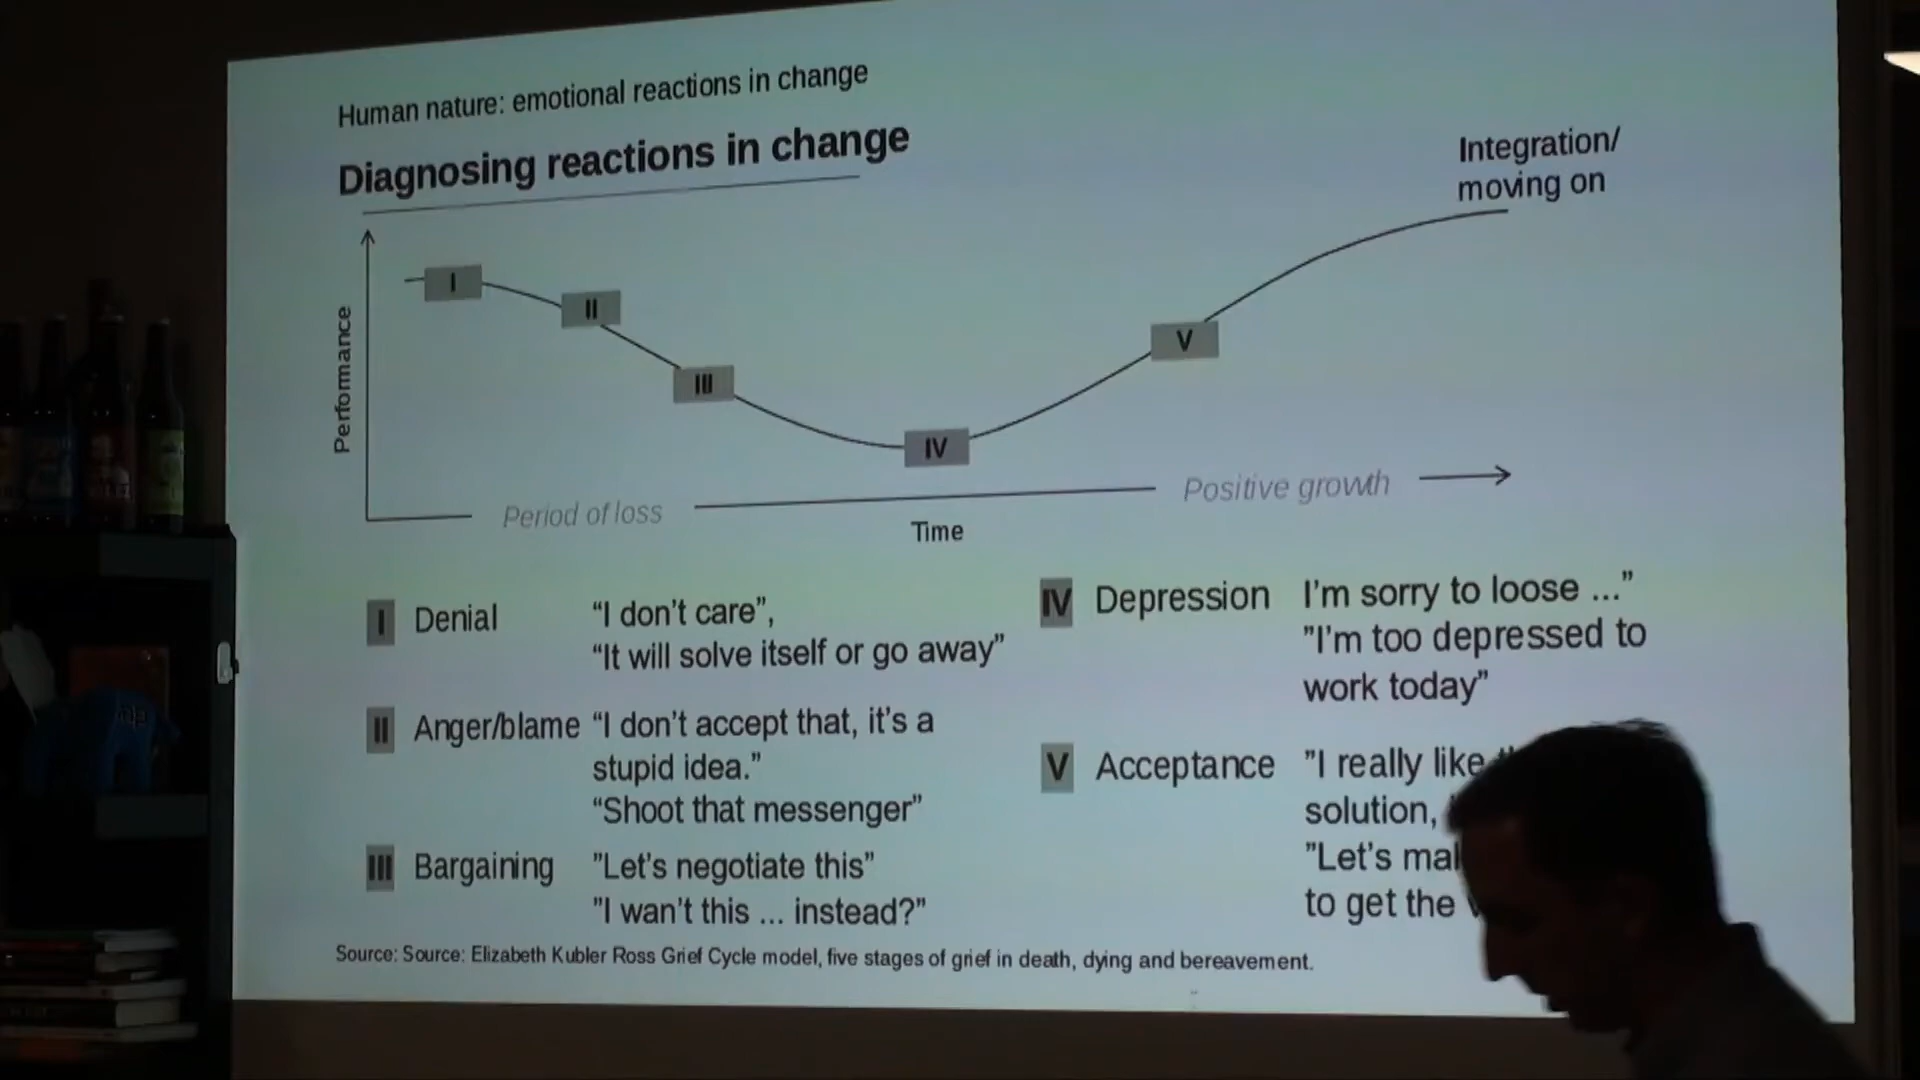 Human nature: emotional reactions in change
Diagnosing reactions in change
Integration/
moving on
Performance
I
II
III
IV
V
Period of loss
Positive growth
Time
I Denial “I don’t care”,
“It will solve itself or go away”
II Anger/blame “I don’t accept that, it’s a
stupid idea.”
“Shoot that messenger”
III Bargaining ”Let’s negotiate this”
”I wan’t this ... instead?”
IV Depression I’m sorry to loose ...”
”I’m too depressed to
work today”
V Acceptance ”I really like
solution,
”Let’s
to get the
Source: Source: Elizabeth Kubler Ross Grief Cycle model, five stages of grief in death, dying and bereavement.
php